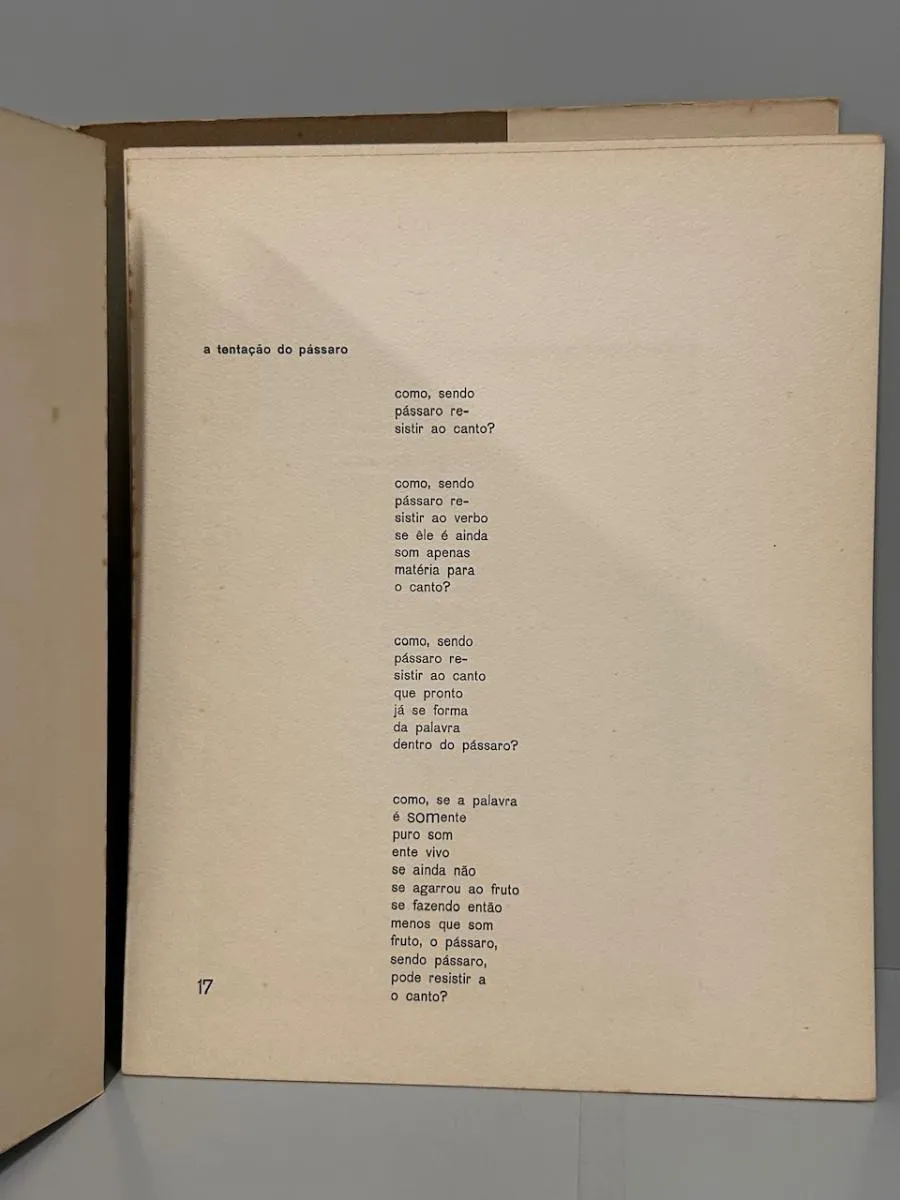 a tentação do pássaro
como, sendo
pássaro re-
sistir ao canto?
como, sendo
pássaro re-
sistir ao verbo
se êle é ainda
som apenas
matéria para
o canto?
como, sendo
pássaro re-
sistir ao canto
que pronto
já se forma
da palavra
dentro do pássaro?
como, se a palavra
é somente
puro som
ente vivo
se ainda não
se agarrou ao fruto
se fazendo então
menos que som
fruto, o pássaro,
sendo pássaro,
pode resistir a
o canto?
17